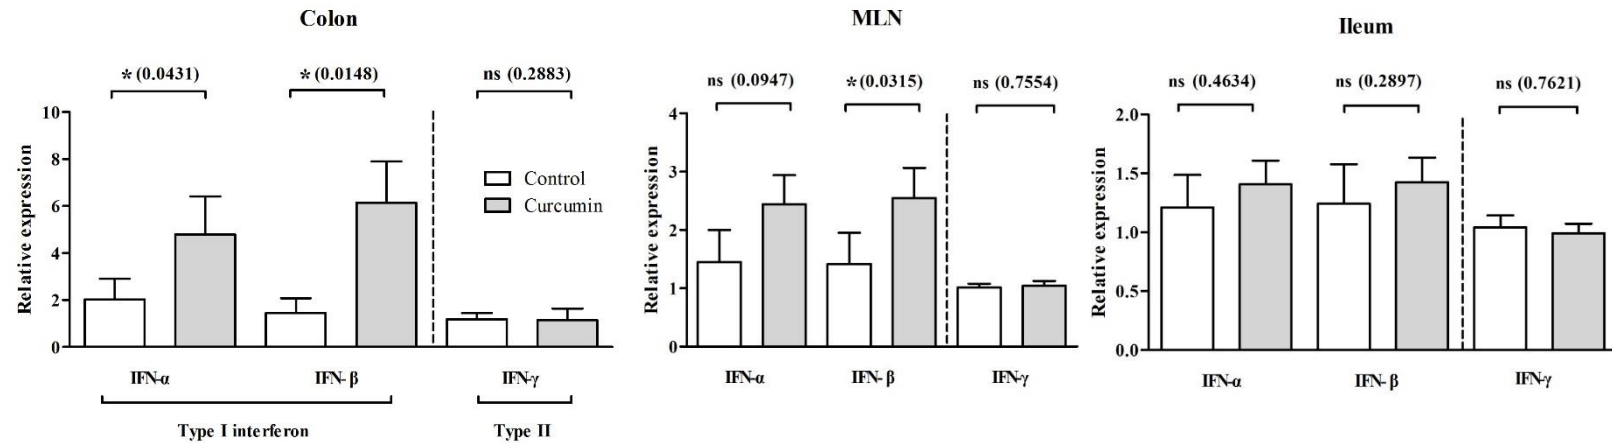 Colon
* (0.0431)
* (0.0148)
ns (0.2883)
Relative expression
10
8
6
4
2
0
Control
Curcumin
IFN-α
IFN- β
IFN-γ
Type I interferon
Type II
MLN
ns (0.0947)
* (0.0315)
ns (0.7554)
Relative expression
4
3
2
1
0
IFN-α
IFN- β
IFN-γ
Ileum
ns (0.4634)
ns (0.2897)
ns (0.7621)
Relative expression
2.0
1.5
1.0
0.5
0.0
IFN-α
IFN- β
IFN-γ